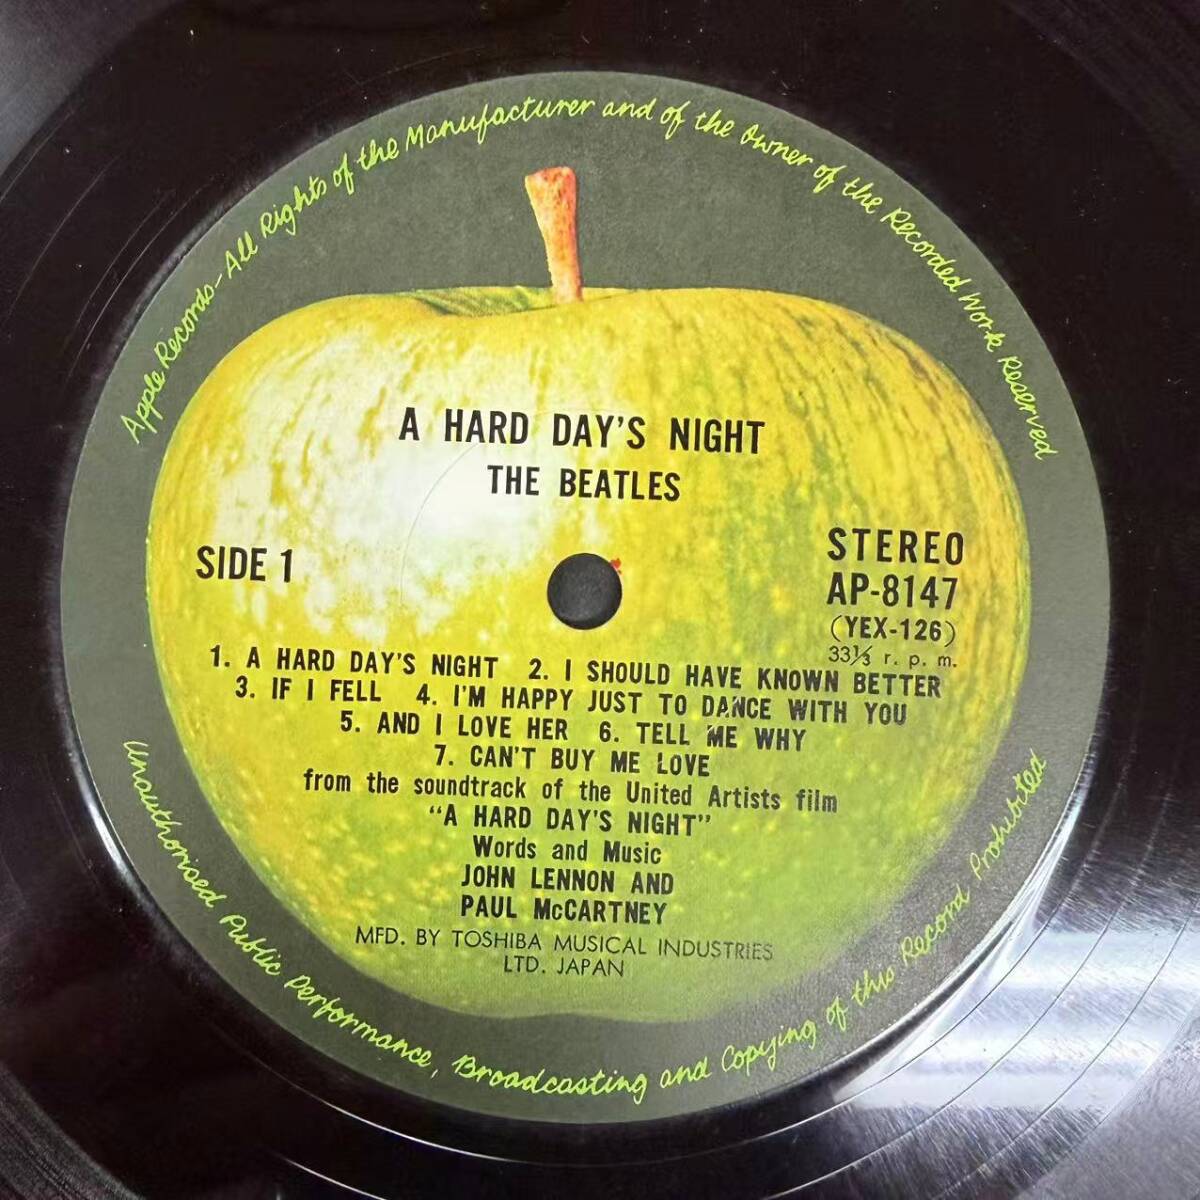 Apple Records-All Rights of the Manufacturer and of the Owner of the Recorded Work Reserved
A HARD DAY'S NIGHT
THE BEATLES
SIDE 1
STEREO
AP-8147
(YEX-126)
33⅓ r. p. m.
1. A HARD DAY'S NIGHT 2. I SHOULD HAVE KNOWN BETTER
3. IF I FELL 4. I'M HAPPY JUST TO DANCE WITH YOU
5. AND I LOVE HER 6. TELL ME WHY
7. CAN'T BUY ME LOVE
from the soundtrack of the United Artists film
"A HARD DAY'S NIGHT"
Words and Music
JOHN LENNON AND
PAUL McCARTNEY
MFD. BY TOSHIBA MUSICAL INDUSTRIES
LTD. JAPAN
Unauthorised Public Performance, Broadcasting and Copying of this Record Prohibited